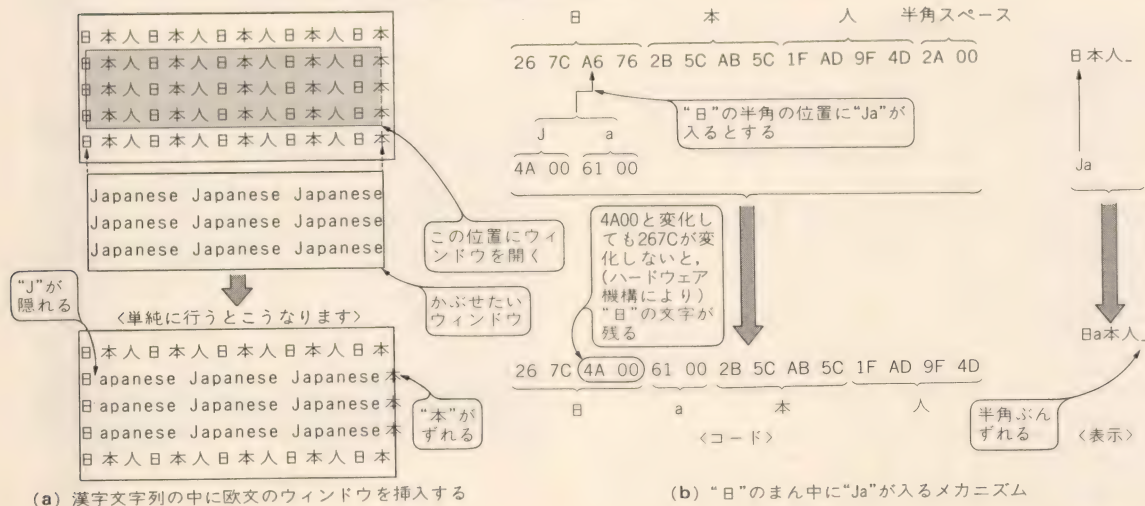 日本人日本人日本人日本人日本
日本人日本人日本人日本人日本
日本人日本人日本人日本人日本
日本人日本人日本人日本人日本
日本人日本人日本人日本人日本
Japanese Japanese Japanese
Japanese Japanese Japanese
Japanese Japanese Japanese
この位置にウィ
ンドウを開く
かぶせたい
ウィンドウ
“J”が
隠れる
〈単純に行うとこうなります〉
日本人日本人日本人日本人日本
日apanese Japanese Japanese本
日apanese Japanese Japanese本
日apanese Japanese Japanese本
日本人日本人日本人日本人日本
“本”が
ずれる
(a) 漢字文字列の中に欧文のウィンドウを挿入する
日 本 人 半角スペース
26 7C A6 76 2B 5C AB 5C 1F AD 9F 4D 2A 00
“日”の半角の位置に“Ja”が
入るとする
J a
4A 00 61 00
4A00と変化し
ても267Cが変
化しないと,
(ハードウェア
機構により)
“日”の文字が
残る
26 7C 4A 00 61 00 2B 5C AB 5C 1F AD 9F 4D
日 a 本 人
〈コード〉
日本人_
Ja
日a本人_
半角ぶん
ずれる
〈表示〉
(b) “日”のまん中に“Ja”が入るメカニズム